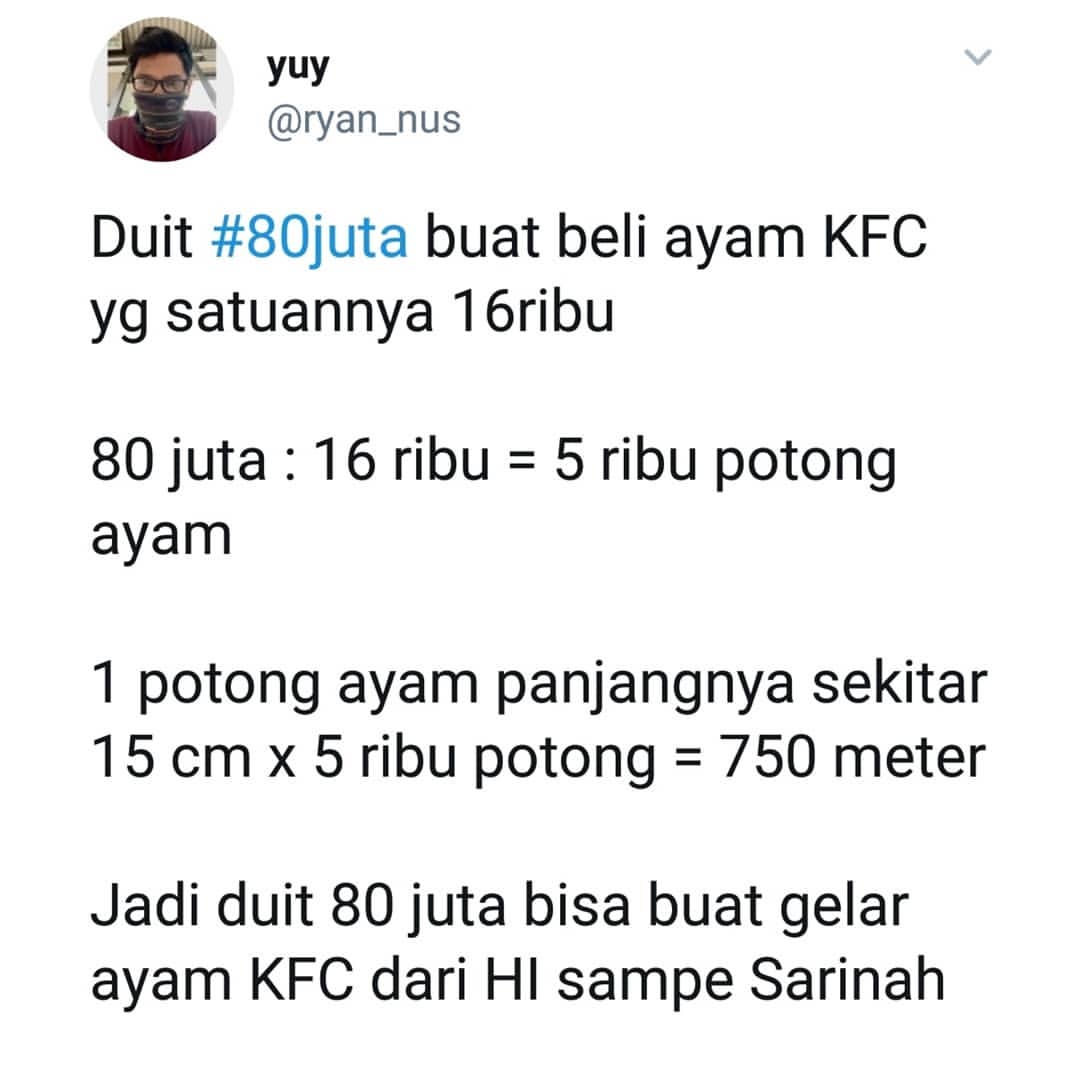 yuy
@ryan_nus
Duit #80juta buat beli ayam KFC
yg satuannya 16ribu
80 juta : 16 ribu = 5 ribu potong
ayam
1 potong ayam panjangnya sekitar
15 cm x 5 ribu potong = 750 meter
Jadi duit 80 juta bisa buat gelar
ayam KFC dari HI sampe Sarinah